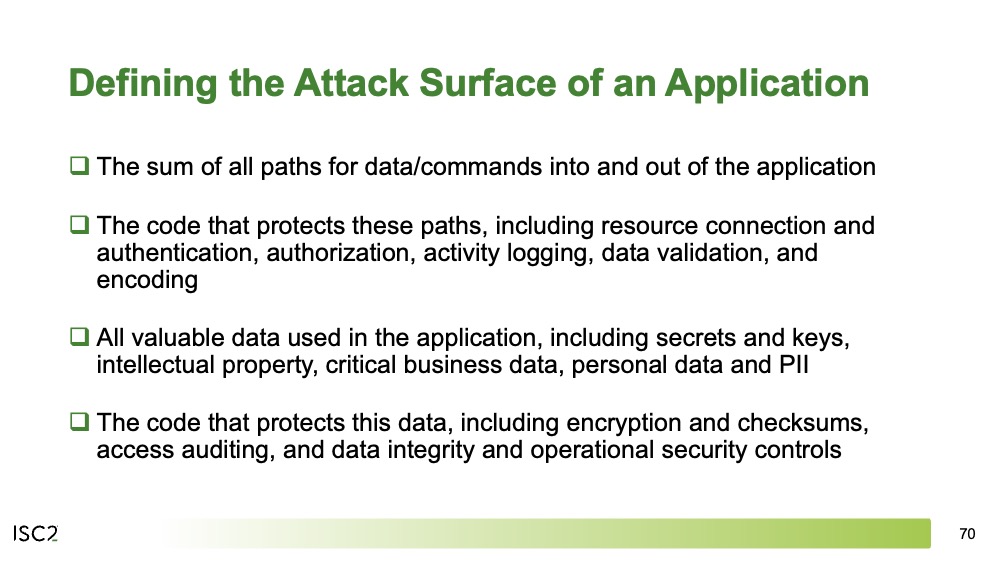 Defining the Attack Surface of an Application
❑ The sum of all paths for data/commands into and out of the application
❑ The code that protects these paths, including resource connection and
authentication, authorization, activity logging, data validation, and
encoding
❑ All valuable data used in the application, including secrets and keys,
intellectual property, critical business data, personal data and PII
❑ The code that protects this data, including encryption and checksums,
access auditing, and data integrity and operational security controls
ISC2
70